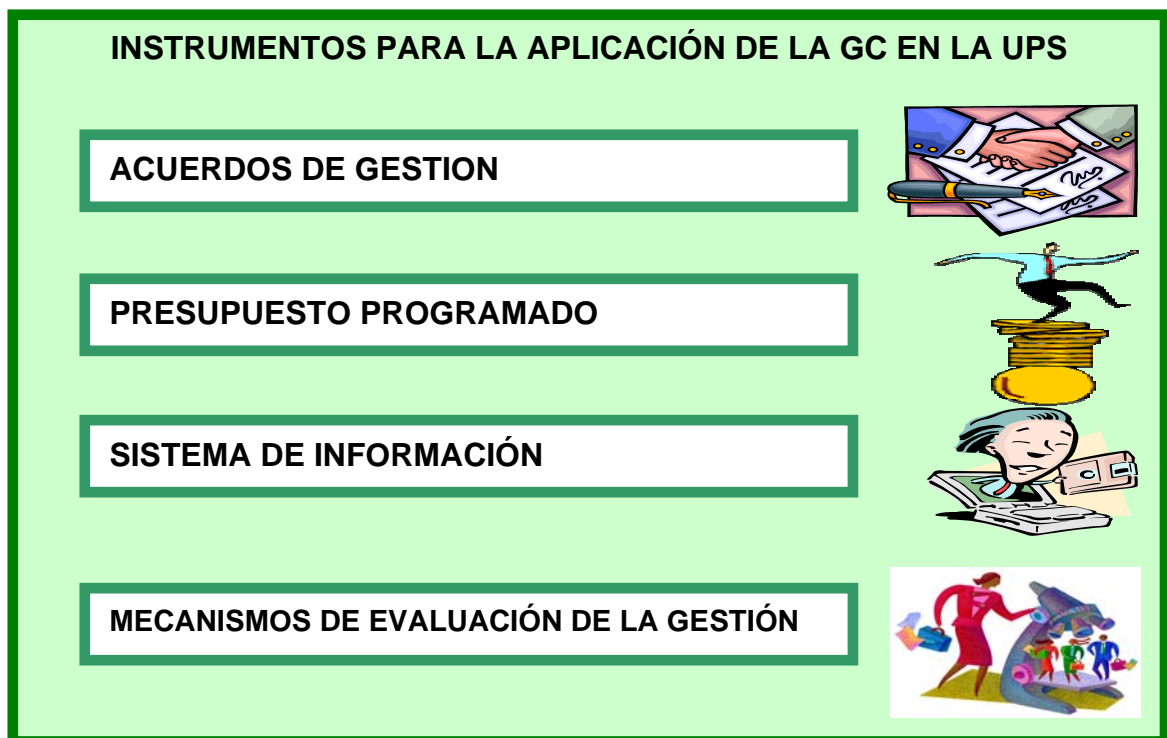 INSTRUMENTOS PARA LA APLICACIÓN DE LA GC EN LA UPS
ACUERDOS DE GESTION
PRESUPUESTO PROGRAMADO
SISTEMA DE INFORMACIÓN
MECANISMOS DE EVALUACIÓN DE LA GESTIÓN